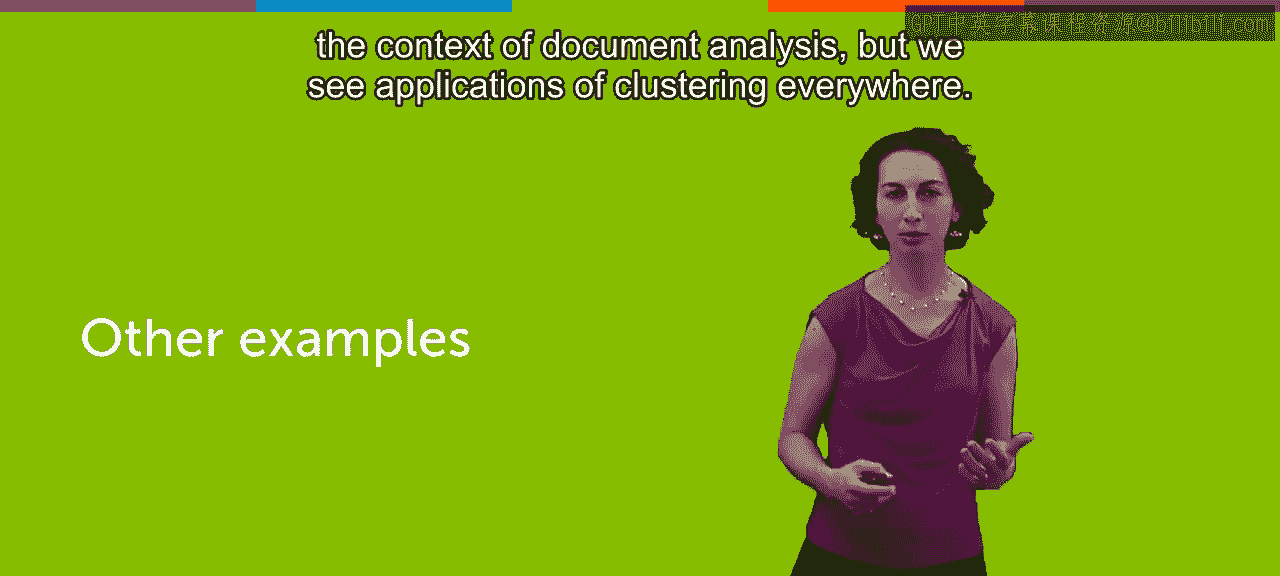 the context of document analysis, but we
see applications of clustering everywhere.
Other examples